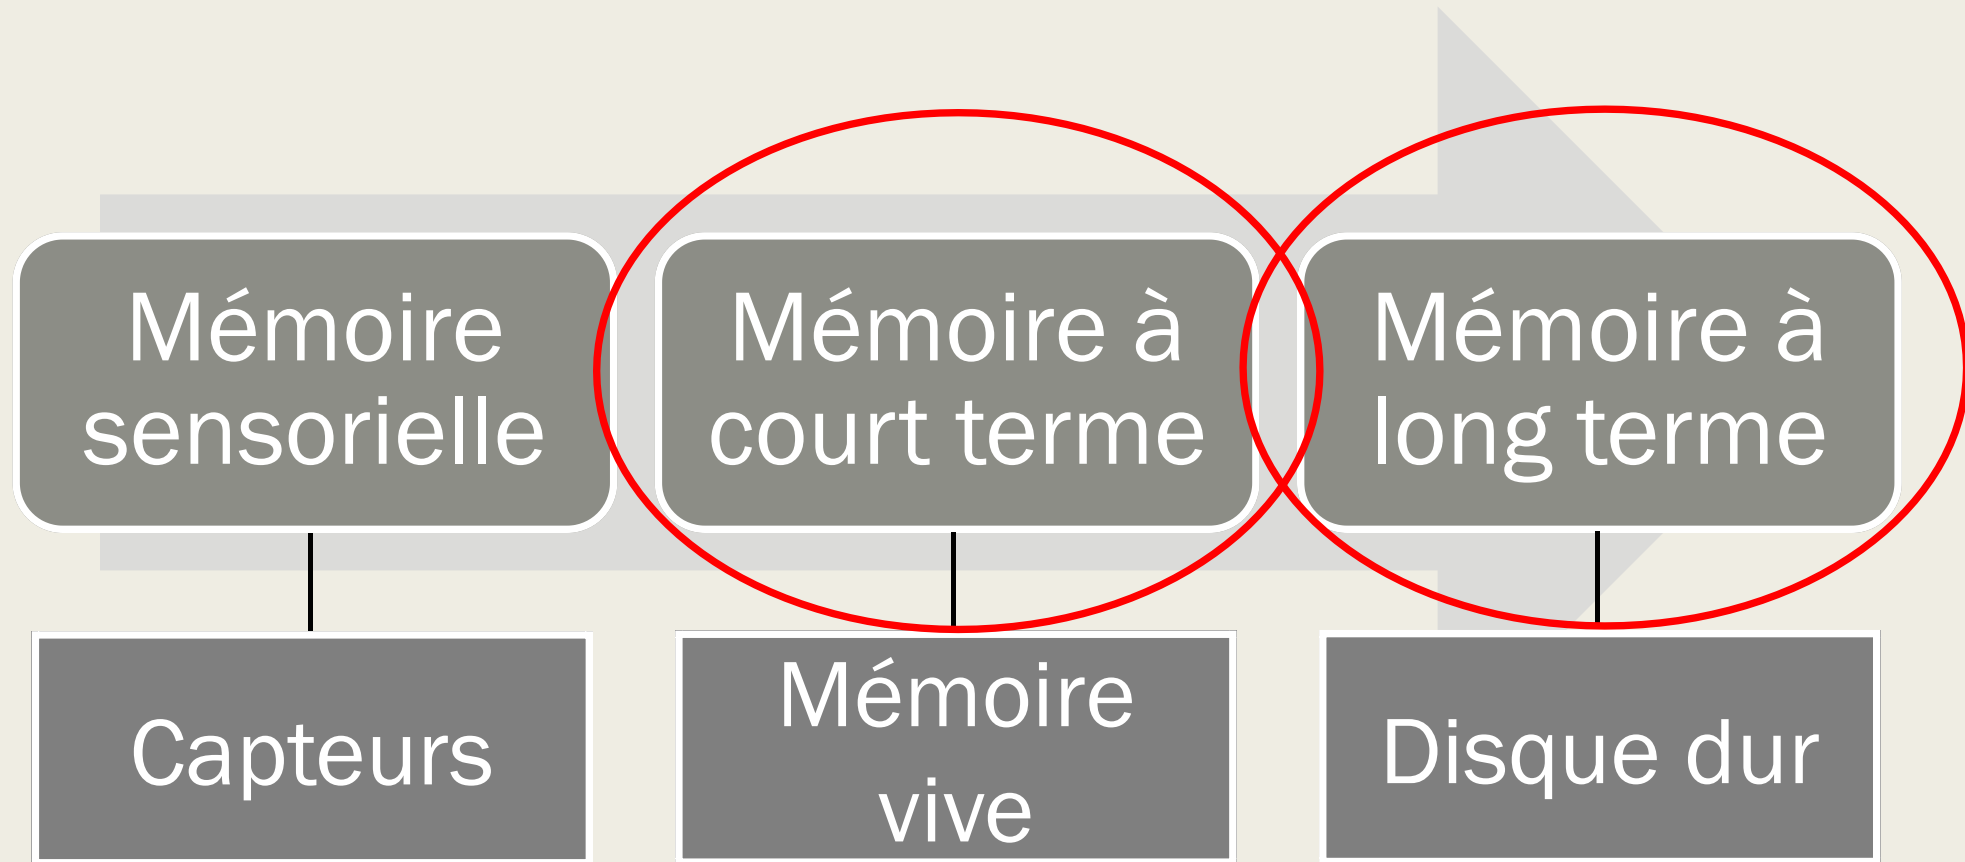 Mémoire
sensorielle
Mémoire à
court terme
Mémoire à
long terme
Capteurs
Mémoire
vive
Disque dur